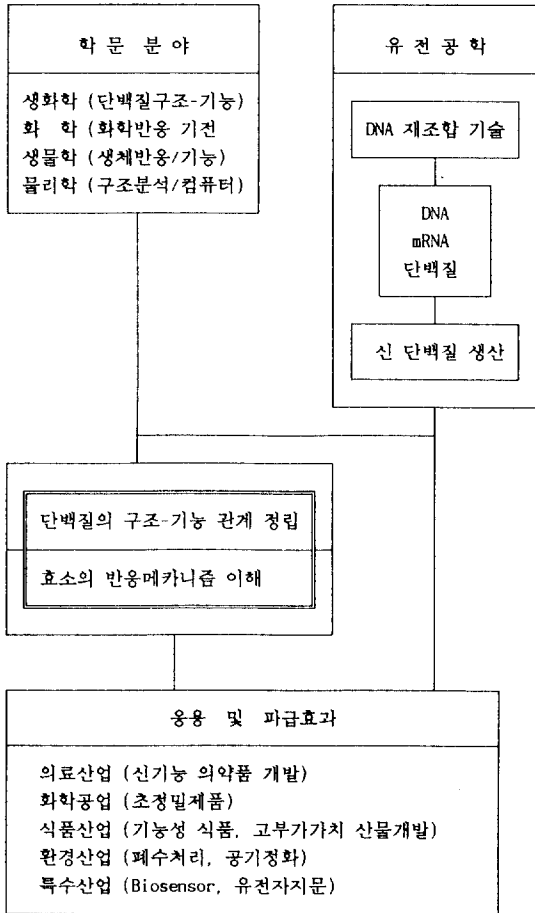 학 문 분 야
생화학 (단백질구조-기능)
화 학 (화학반응 기전
생물학 (생체반응/기능)
물리학 (구조분석/컴퓨터)
유 전 공 학
DNA 재조합 기술
DNA
mRNA
단백질
신 단백질 생산
단백질의 구조-기능 관계 정립
효소의 반응메카니즘 이해
응용 및 파급효과
의료산업 (신기능 의약품 개발)
화학공업 (초정밀제품)
식품산업 (기능성 식품, 고부가가치 산물개발)
환경산업 (폐수처리, 공기정화)
특수산업 (Biosensor, 유전자지문)